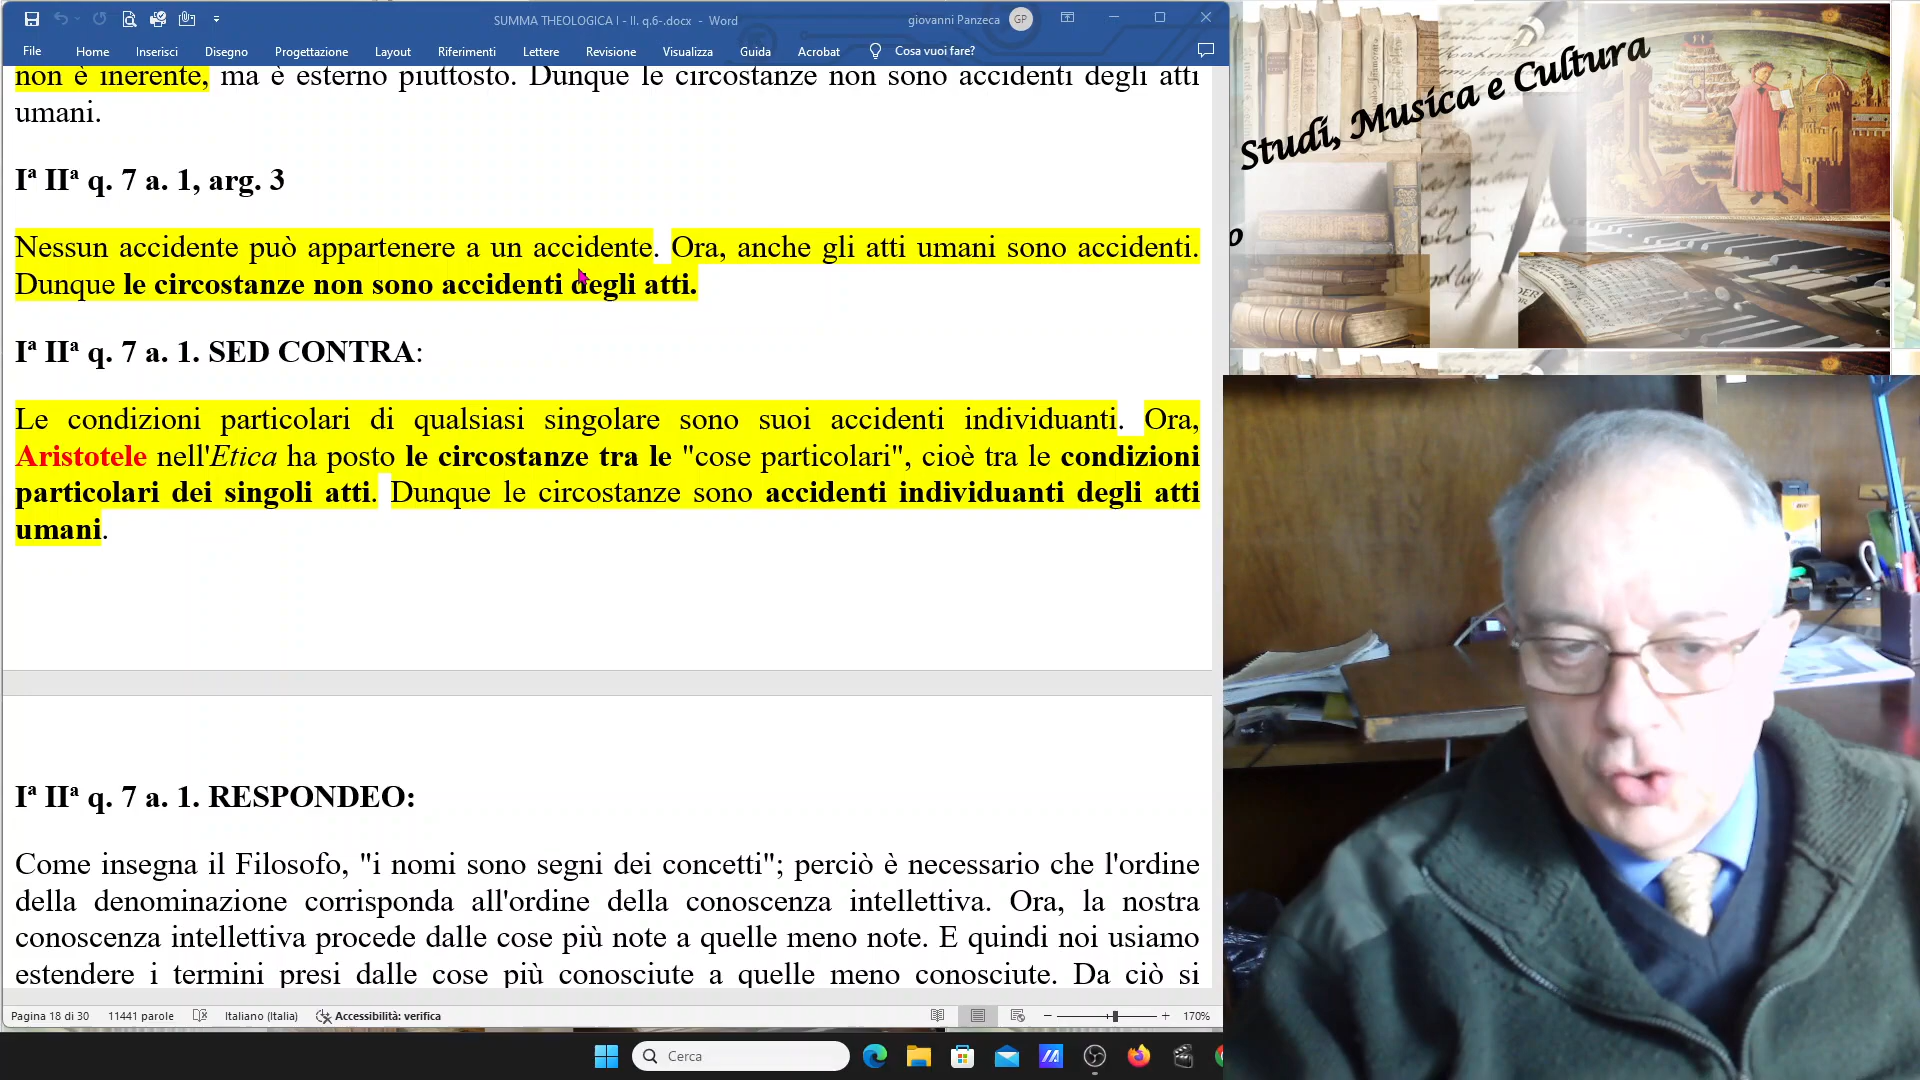 SUMMA THEOLOGICA I - II. q.6-.docx - Word
giovanni Panzeca GP
File Home Inserisci Disegno Progettazione Layout Riferimenti Lettere Revisione Visualizza Guida Acrobat Cosa vuoi fare?
non è inerente, ma è esterno piuttosto. Dunque le circostanze non sono accidenti degli atti
umani.
Iª IIª q. 7 a. 1, arg. 3
Nessun accidente può appartenere a un accidente. Ora, anche gli atti umani sono accidenti.
Dunque le circostanze non sono accidenti degli atti.
Iª IIª q. 7 a. 1. SED CONTRA:
Le condizioni particolari di qualsiasi singolare sono suoi accidenti individuanti. Ora,
Aristotele nell'Etica ha posto le circostanze tra le "cose particolari", cioè tra le condizioni
particolari dei singoli atti. Dunque le circostanze sono accidenti individuanti degli atti
umani.
Iª IIª q. 7 a. 1. RESPONDEO:
Come insegna il Filosofo, "i nomi sono segni dei concetti"; perciò è necessario che l'ordine
della denominazione corrisponda all'ordine della conoscenza intellettiva. Ora, la nostra
conoscenza intellettiva procede dalle cose più note a quelle meno note. E quindi noi usiamo
estendere i termini presi dalle cose più conosciute a quelle meno conosciute. Da ciò si
Pagina 18 di 30 11441 parole Italiano (Italia) Accessibilità: verifica 170%
Cerca
Studi, Musica e Cultura
o